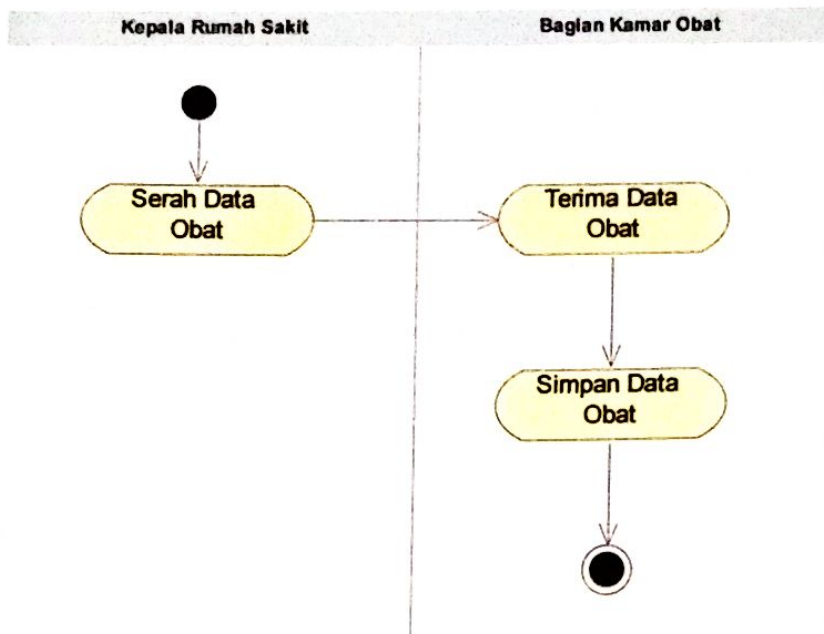 Kepala Rumah Sakit
Bagian Kamar Obat
Serah Data
Obat
Terima Data
Obat
Simpan Data
Obat